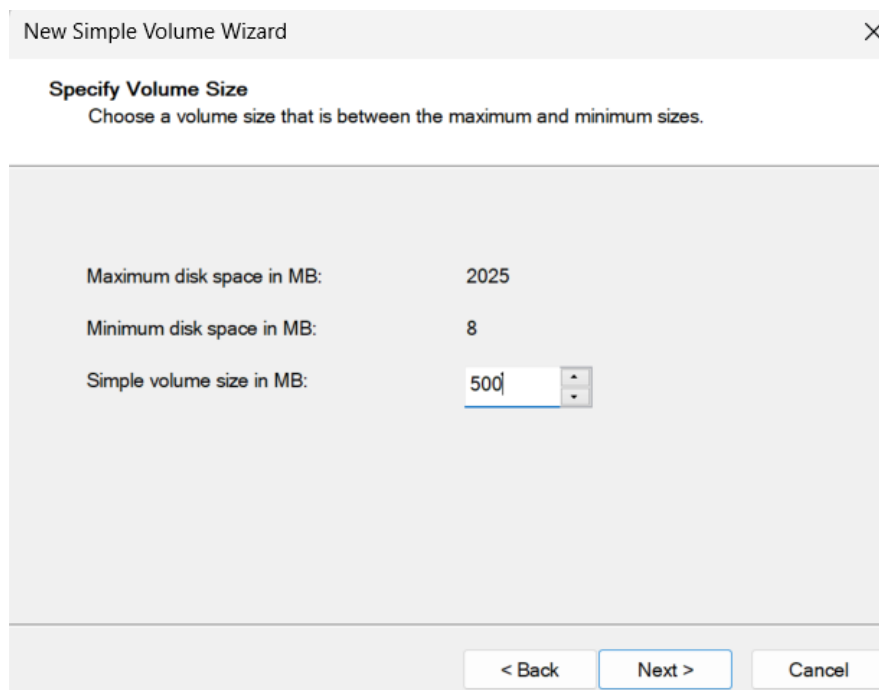 New Simple Volume Wizard
Specify Volume Size
Choose a volume size that is between the maximum and minimum sizes.
Maximum disk space in MB: 2025
Minimum disk space in MB: 8
Simple volume size in MB: 500
< Back Next > Cancel